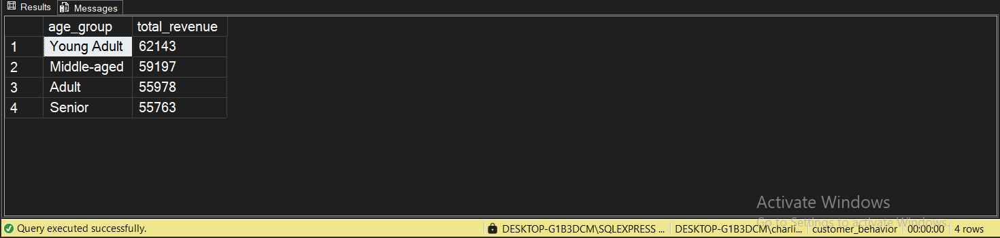 Results Messages
age_group total_revenue
1 Young Adult 62143
2 Middle-aged 59197
3 Adult 55978
4 Senior 55763
Activate Windows
Go to Settings to activate Windows.
Query executed successfully. DESKTOP-G1B3DCM\SQLEXPRESS ... DESKTOP-G1B3DCM\charli... customer_behavior 00:00:00 4 rows